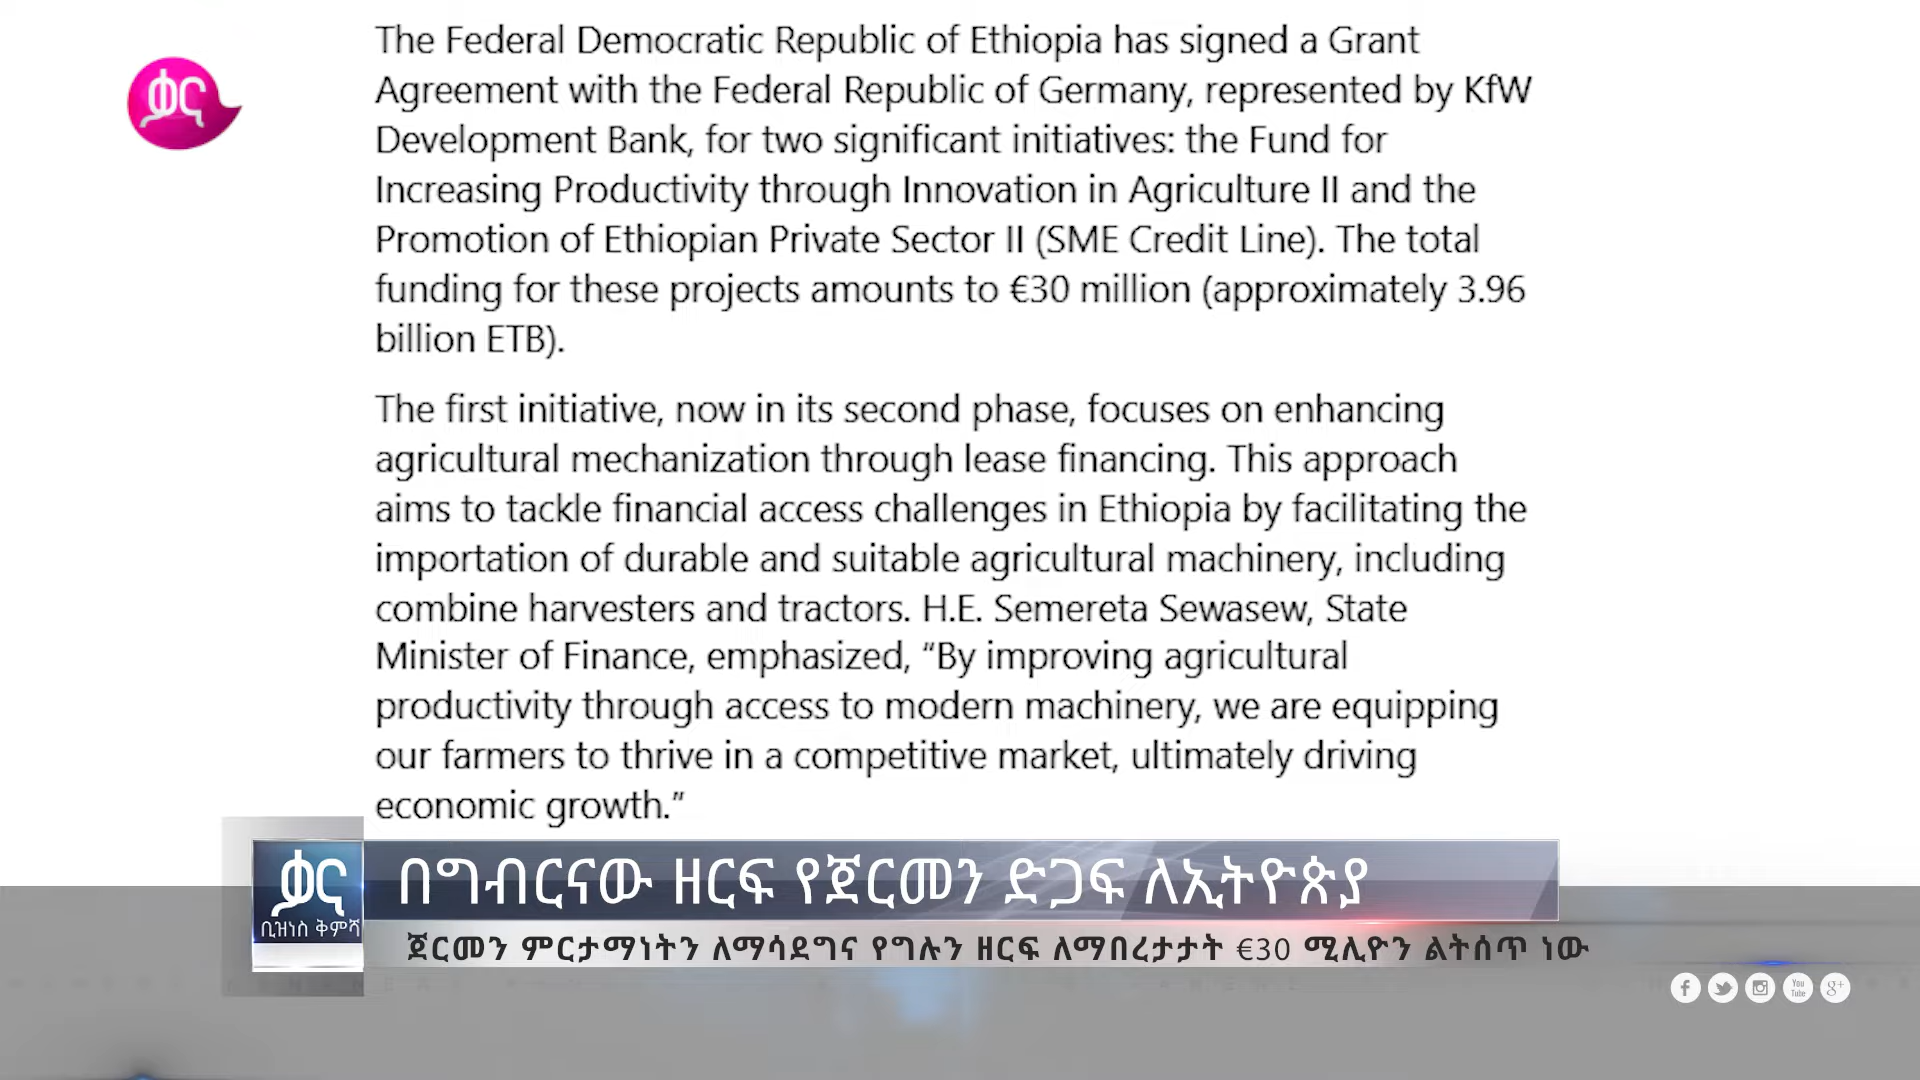 ቃና
The Federal Democratic Republic of Ethiopia has signed a Grant
Agreement with the Federal Republic of Germany, represented by KfW
Development Bank, for two significant initiatives: the Fund for
Increasing Productivity through Innovation in Agriculture II and the
Promotion of Ethiopian Private Sector II (SME Credit Line). The total
funding for these projects amounts to €30 million (approximately 3.96
billion ETB).
The first initiative, now in its second phase, focuses on enhancing
agricultural mechanization through lease financing. This approach
aims to tackle financial access challenges in Ethiopia by facilitating the
importation of durable and suitable agricultural machinery, including
combine harvesters and tractors. H.E. Semereta Sewasew, State
Minister of Finance, emphasized, “By improving agricultural
productivity through access to modern machinery, we are equipping
our farmers to thrive in a competitive market, ultimately driving
economic growth.”
ቃና
ቢዝነስ ቅምሻ
በግብርናው ዘርፍ የጀርመን ድጋፍ ለኢትዮጵያ
ጀርመን ምርታማነትን ለማሳደግና የግሉን ዘርፍ ለማበረታታት €30 ሚሊዮን ልትሰጥ ነው
You
Tube
g+